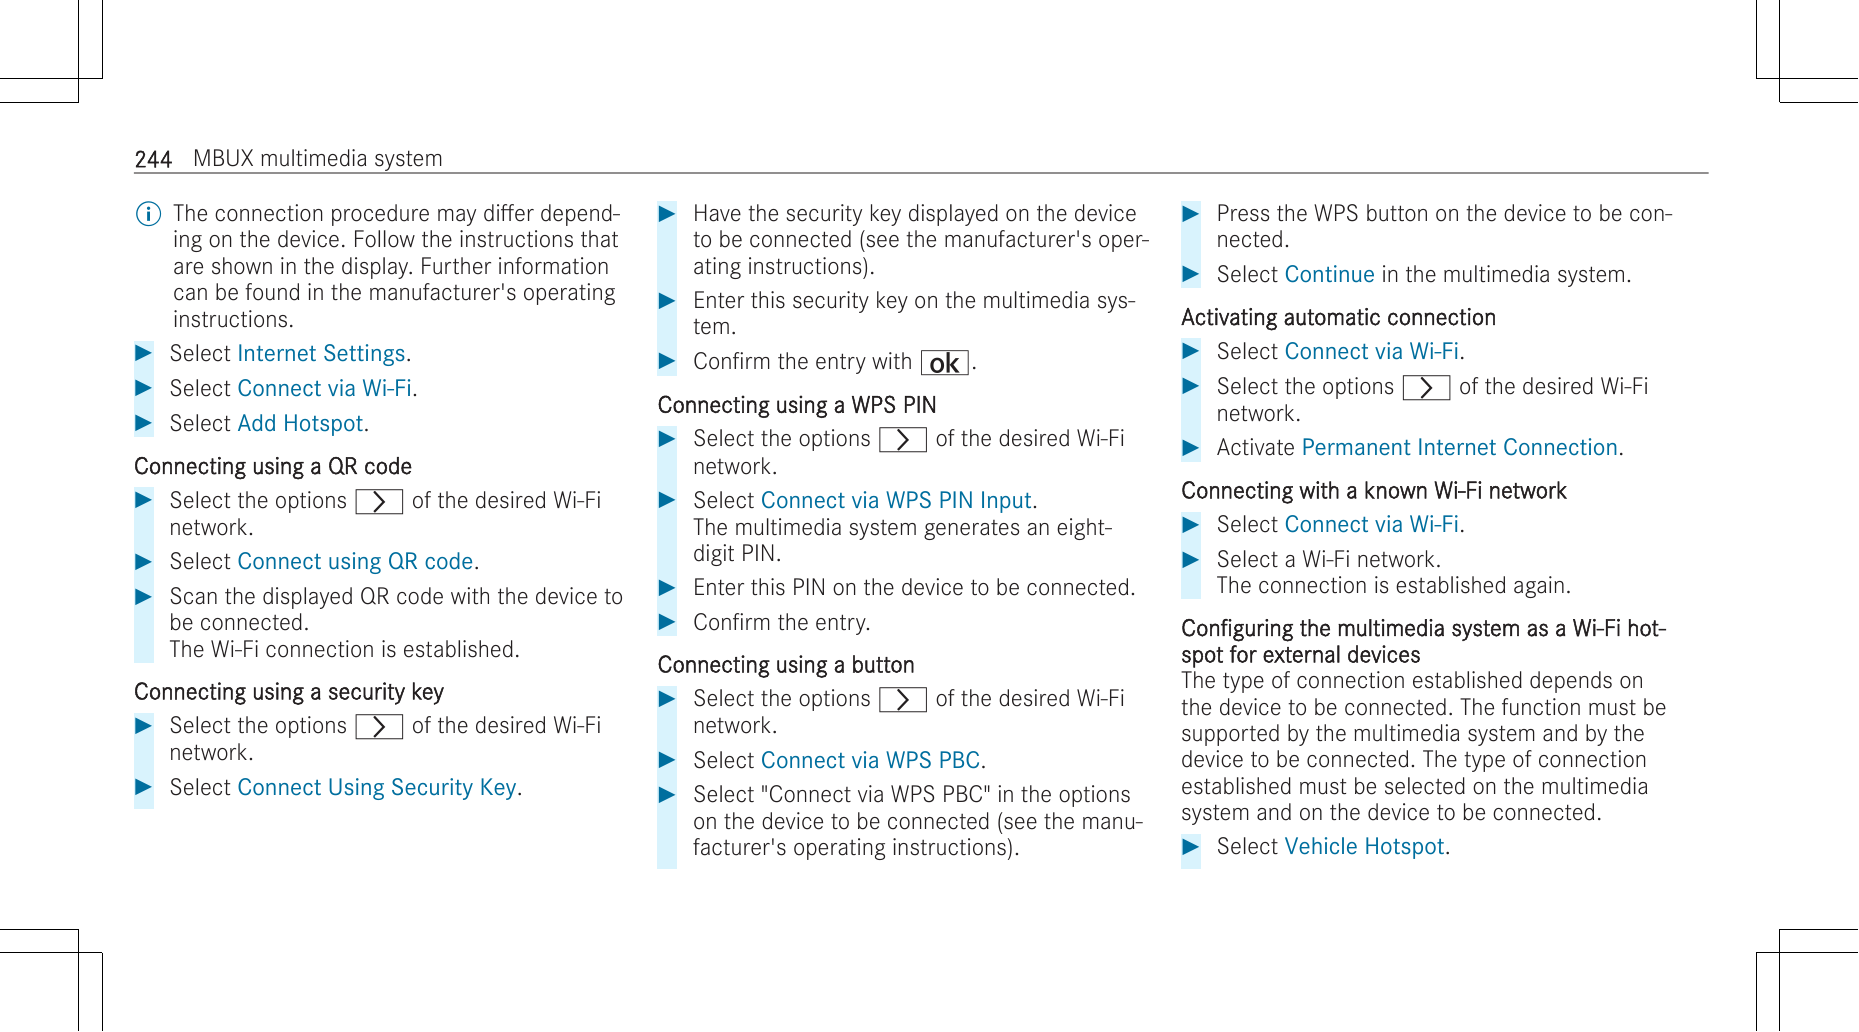 244 MBUX multimedia system
The connection procedure may differ depend-
ing on the device. Follow the instructions that
are shown in the display. Further information
can be found in the manufacturer's operating
instructions.
Select Internet Settings.
Select Connect via Wi-Fi.
Select Add Hotspot.
Connecting using a QR code
Select the options > of the desired Wi-Fi
network.
Select Connect using QR code.
Scan the displayed QR code with the device to
be connected.
The Wi-Fi connection is established.
Connecting using a security key
Select the options > of the desired Wi-Fi
network.
Select Connect Using Security Key.
Have the security key displayed on the device
to be connected (see the manufacturer's oper-
ating instructions).
Enter this security key on the multimedia sys-
tem.
Confirm the entry with ok.
Connecting using a WPS PIN
Select the options > of the desired Wi-Fi
network.
Select Connect via WPS PIN Input.
The multimedia system generates an eight-
digit PIN.
Enter this PIN on the device to be connected.
Confirm the entry.
Connecting using a button
Select the options > of the desired Wi-Fi
network.
Select Connect via WPS PBC.
Select "Connect via WPS PBC" in the options
on the device to be connected (see the manu-
facturer's operating instructions).
Press the WPS button on the device to be con-
nected.
Select Continue in the multimedia system.
Activating automatic connection
Select Connect via Wi-Fi.
Select the options > of the desired Wi-Fi
network.
Activate Permanent Internet Connection.
Connecting with a known Wi-Fi network
Select Connect via Wi-Fi.
Select a Wi-Fi network.
The connection is established again.
Configuring the multimedia system as a Wi-Fi hot-
spot for external devices
The type of connection established depends on
the device to be connected. The function must be
supported by the multimedia system and by the
device to be connected. The type of connection
established must be selected on the multimedia
system and on the device to be connected.
Select Vehicle Hotspot.